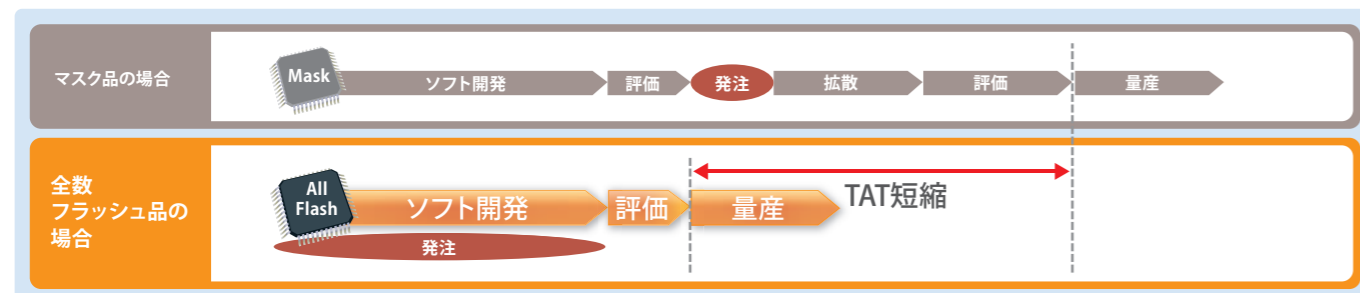 マスク品の場合
Mask
ソフト開発
評価
発注
拡散
評価
量産
全数
フラッシュ品の
場合
All
Flash
ソフト開発
評価
量産
TAT短縮
発注